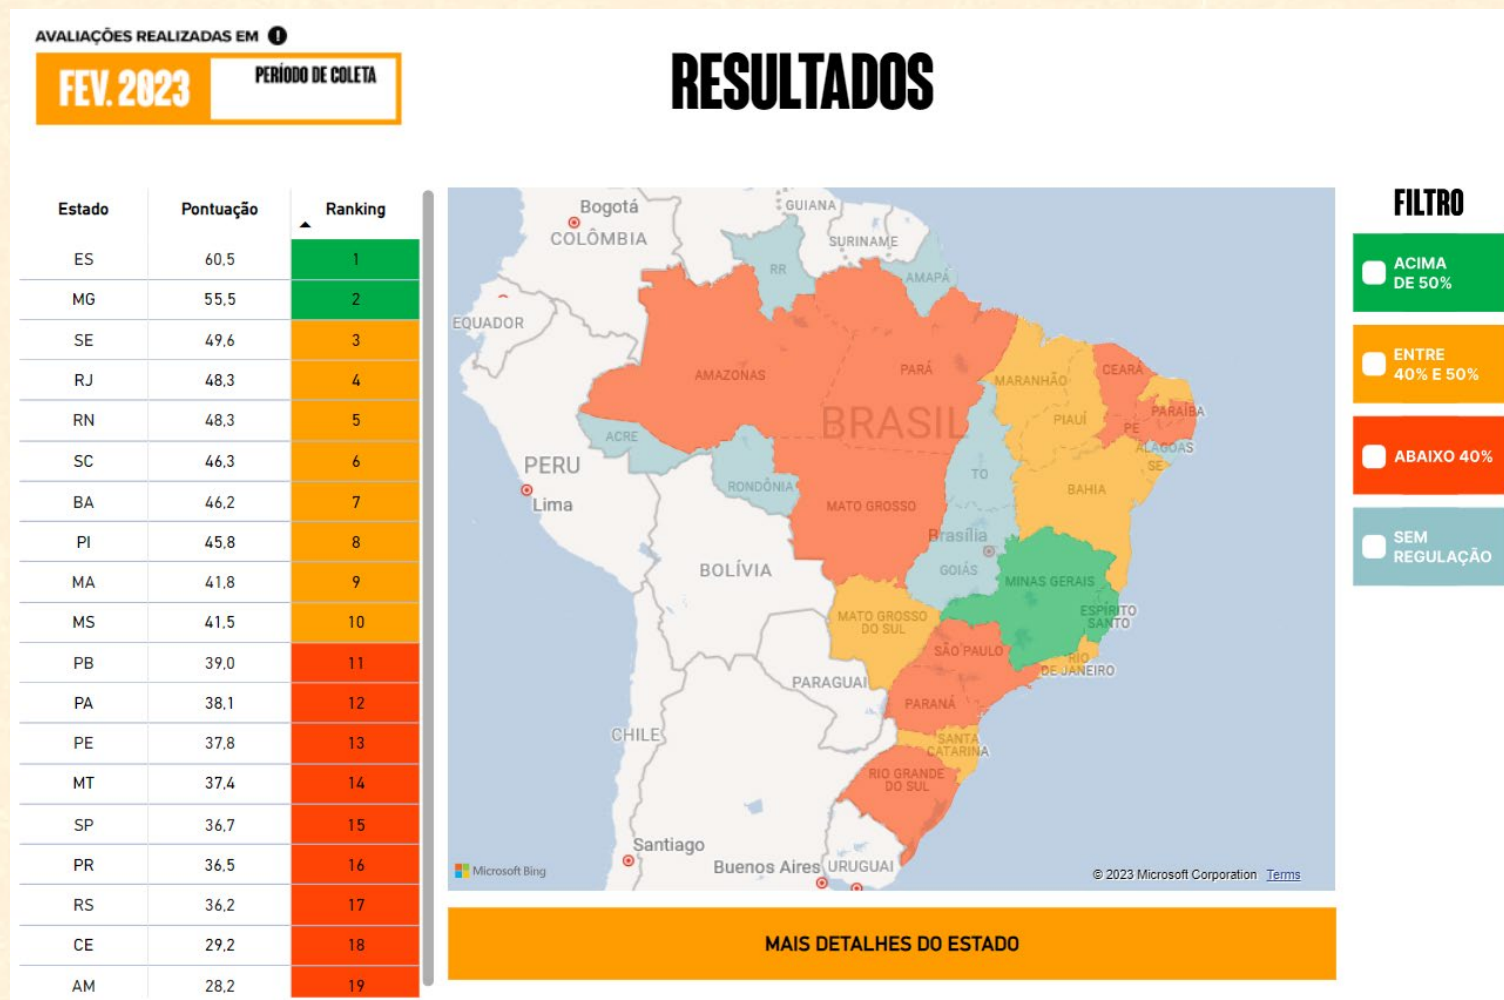 AVALIAÇÕES REALIZADAS EM !
FEV. 2023
PERÍODO DE COLETA
RESULTADOS
Estado Pontuação Ranking
ES 60,5 1
MG 55,5 2
SE 49,6 3
RJ 48,3 4
RN 48,3 5
SC 46,3 6
BA 46,2 7
PI 45,8 8
MA 41,8 9
MS 41,5 10
PB 39,0 11
PA 38,1 12
PE 37,8 13
MT 37,4 14
SP 36,7 15
PR 36,5 16
RS 36,2 17
CE 29,2 18
AM 28,2 19
Bogotá
COLÔMBIA
GUIANA
SURINAME
RR
AMAPÁ
EQUADOR
AMAZONAS
PARÁ
MARANHÃO
CEARÁ
BRASIL
PIAUÍ
PARAÍBA
PE
ACRE
ALAGOAS
SE
PERU
Lima
RONDÔNIA
TO
BAHIA
MATO GROSSO
Brasília
GOIÁS
BOLÍVIA
MINAS GERAIS
MATO GROSSO
DO SUL
ESPÍRITO
SANTO
SÃO PAULO
RIO
DE JANEIRO
PARAGUAI
PARANÁ
CHILE
SANTA
CATARINA
RIO GRANDE
DO SUL
Santiago
Buenos Aires
URUGUAI
Microsoft Bing
© 2023 Microsoft Corporation Terms
MAIS DETALHES DO ESTADO
FILTRO
ACIMA
DE 50%
ENTRE
40% E 50%
ABAIXO 40%
SEM
REGULAÇÃO